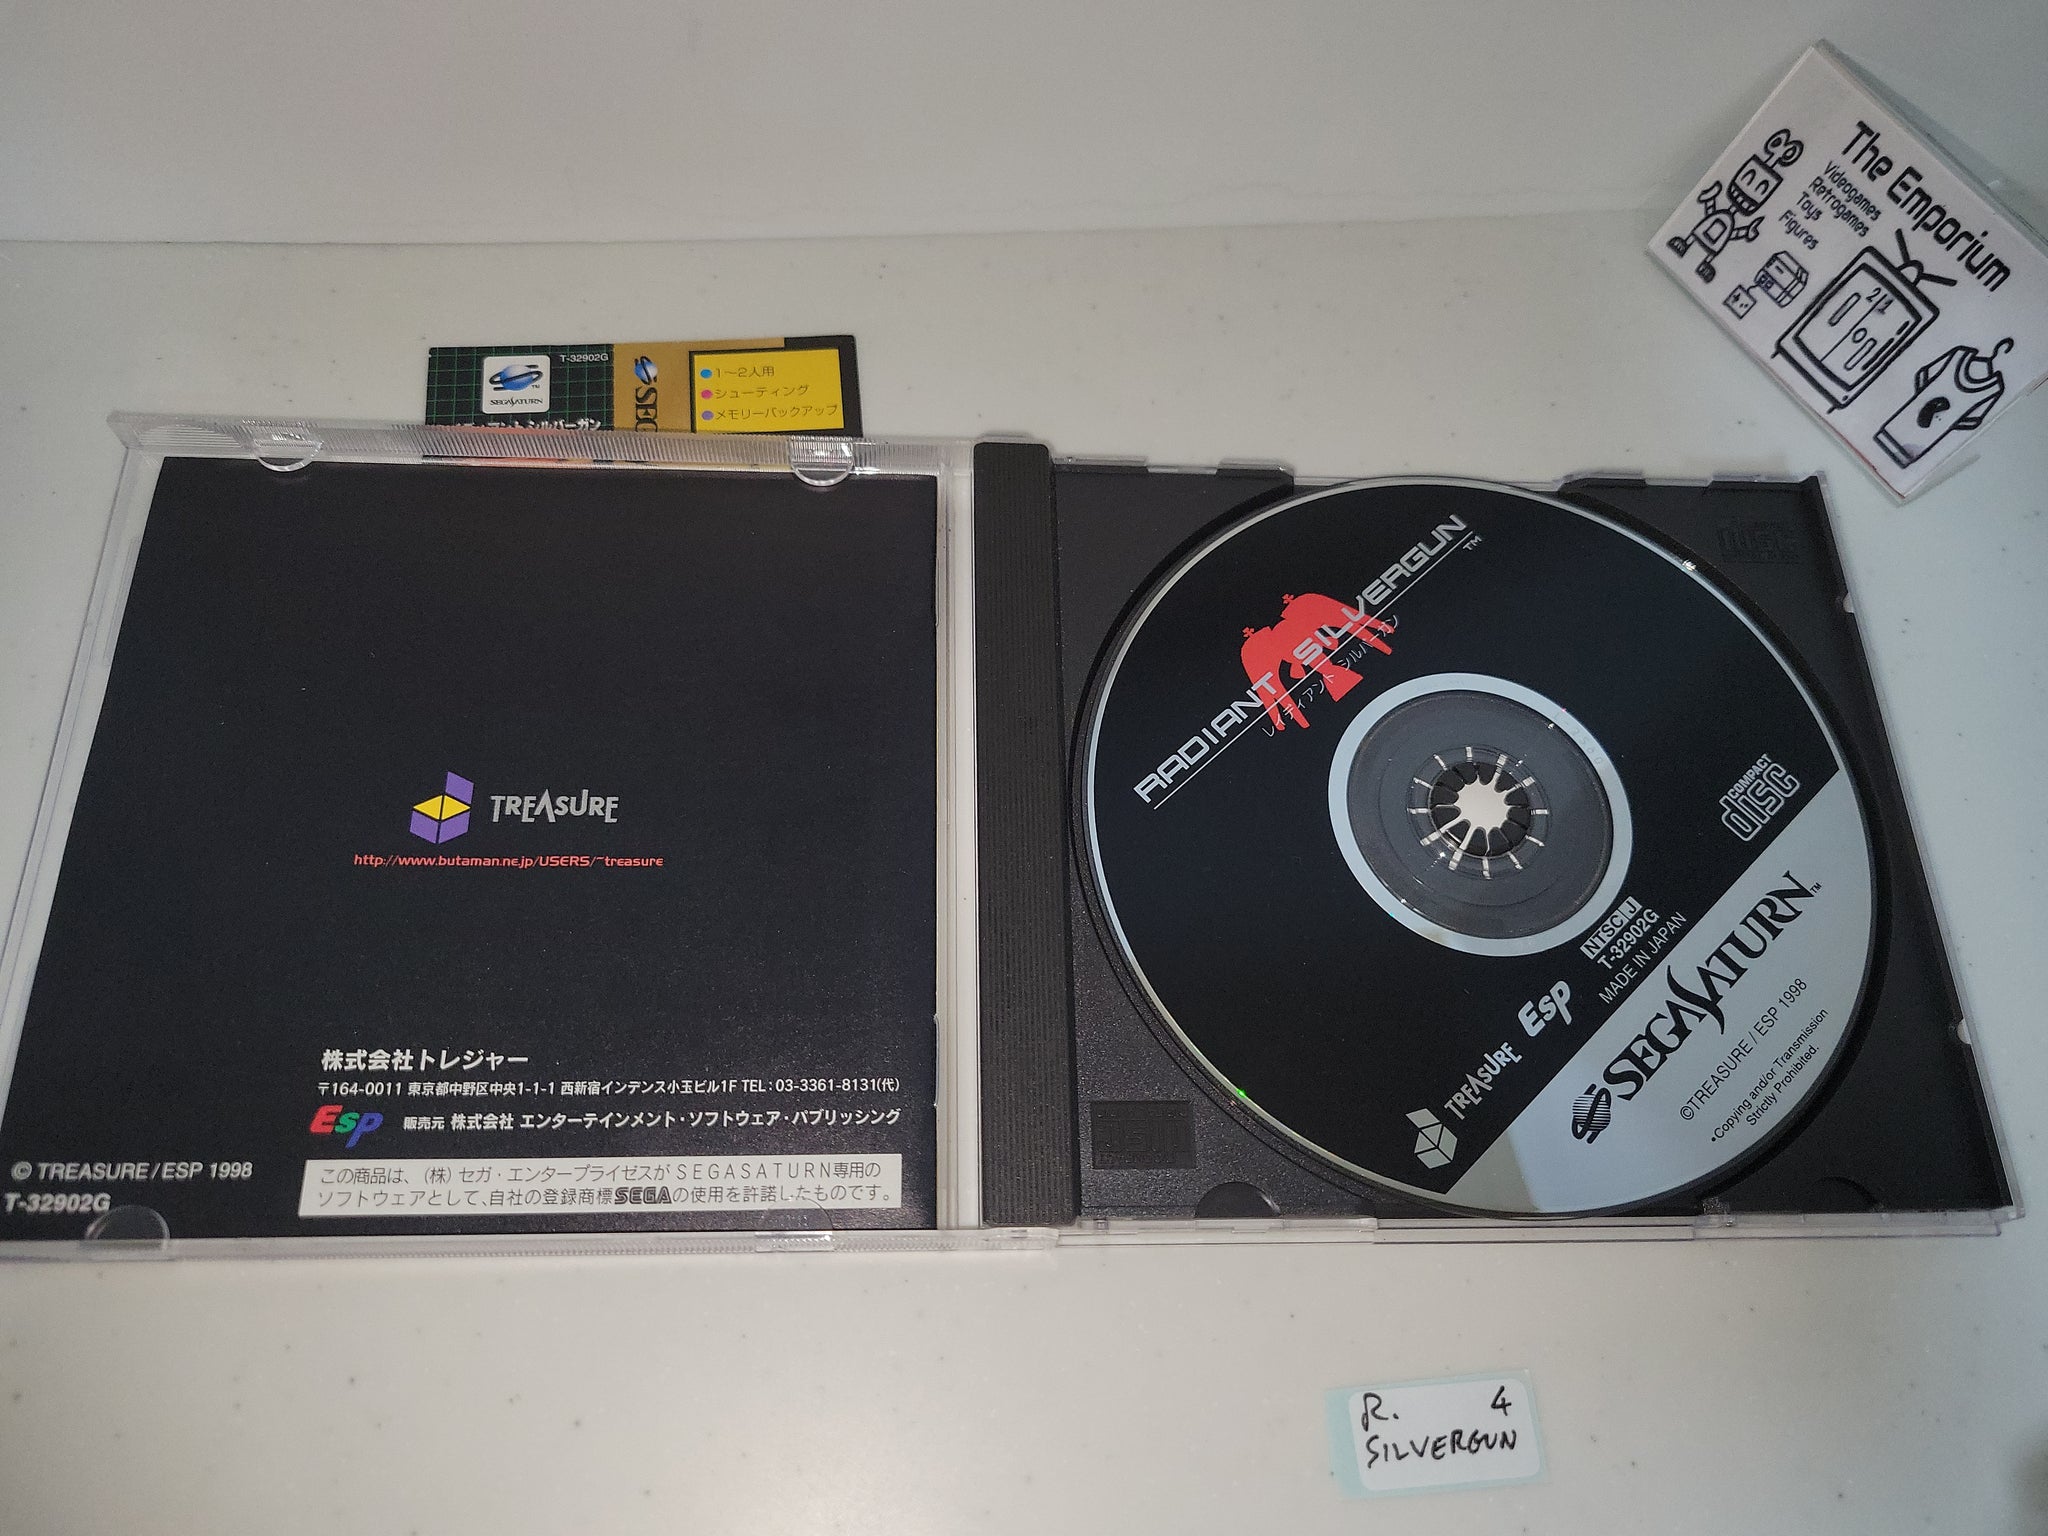 The Emporium
Videogames
Retrogames
Toys
Figures
T-32902G
SEGASATURN
TM
1~2人用
シューティング
メモリーバックアップ
TREASURE
http://www.butaman.ne.jp/USERS/~treasure
株式会社トレジャー
〒164-0011 東京都中野区中央1-1-1 西新宿インデンス小玉ビル1F TEL:03-3361-8131(代)
Esp 販売元 株式会社 エンターテインメント・ソフトウェア・パブリッシング
© TREASURE / ESP 1998
T-32902G
この商品は、(株)セガ・エンタープライゼスがSEGASATURN専用の
ソフトウェアとして、自社の登録商標SEGAの使用を許諾したものです。
RADIANT SILVERGUN TM
レイディアント シルバーガン
COMPACT
disc
NTSC J
T-32902G
MADE IN JAPAN
TREASURE Esp
SEGASATURN TM
©TREASURE / ESP 1998
•Copying and/or Transmission
Strictly Prohibited.
R. 4
SILVERGUN